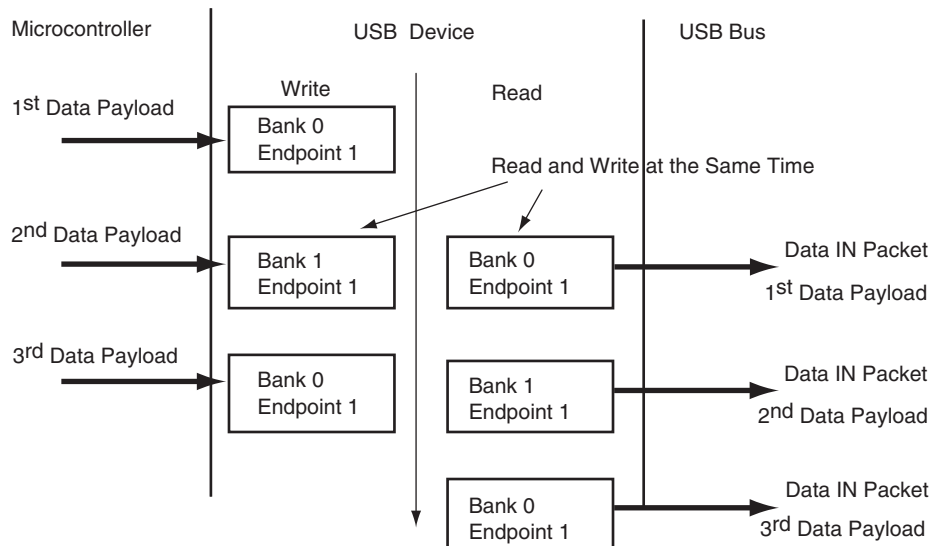 Microcontroller
USB Device
USB Bus
Write
Read
1st Data Payload
Bank 0
Endpoint 1
Read and Write at the Same Time
2nd Data Payload
Bank 1
Endpoint 1
Bank 0
Endpoint 1
Data IN Packet
1st Data Payload
3rd Data Payload
Bank 0
Endpoint 1
Bank 1
Endpoint 1
Data IN Packet
2nd Data Payload
Bank 0
Endpoint 1
Data IN Packet
3rd Data Payload